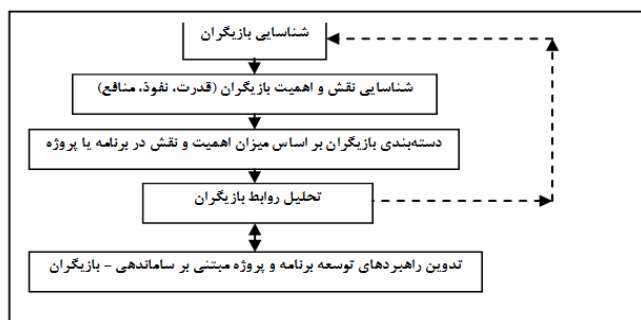 شناسایی بازیگران
شناسایی نقش و اهمیت بازیگران (قدرت، نفوذ، منافع)
دسته‌بندی بازیگران بر اساس میزان اهمیت و نقش در برنامه یا پروژه
تحلیل روابط بازیگران
تدوین راهبردهای توسعه برنامه و پروژه مبتنی بر ساماندهی – بازیگران